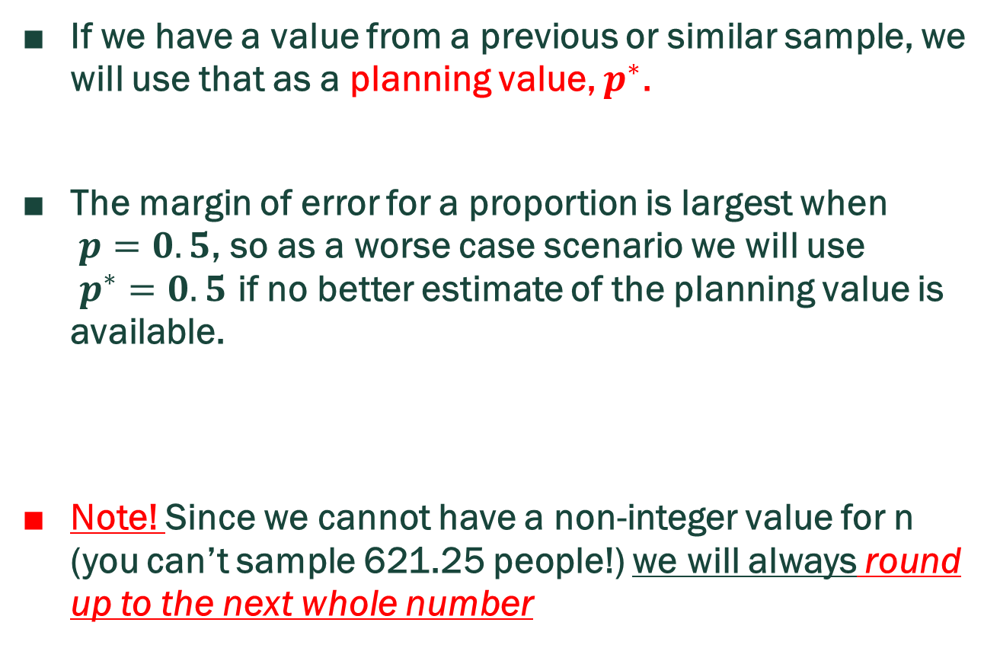 ▪ If we have a value from a previous or similar sample, we
will use that as a planning value, p*.
▪ The margin of error for a proportion is largest when
p = 0.5, so as a worse case scenario we will use
p* = 0.5 if no better estimate of the planning value is
available.
▪ Note! Since we cannot have a non-integer value for n
(you can’t sample 621.25 people!) we will always round
up to the next whole number